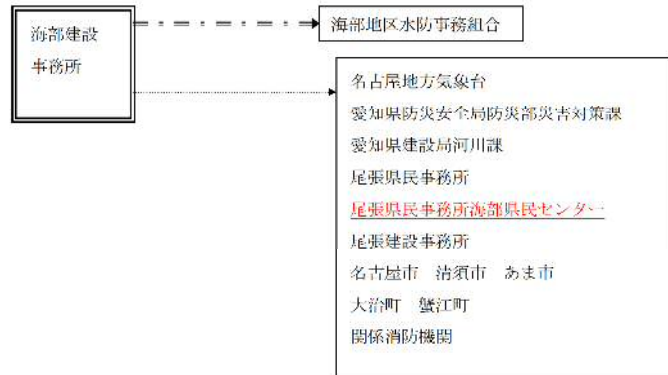 海部建設
事務所
海部地区水防事務組合
名古屋地方気象台
愛知県防災安全局防災部災害対策課
愛知県建設局河川課
尾張県民事務所
尾張県民事務所海部県民センター
尾張建設事務所
名古屋市　清須市　あま市
大治町　蟹江町
関係消防機関